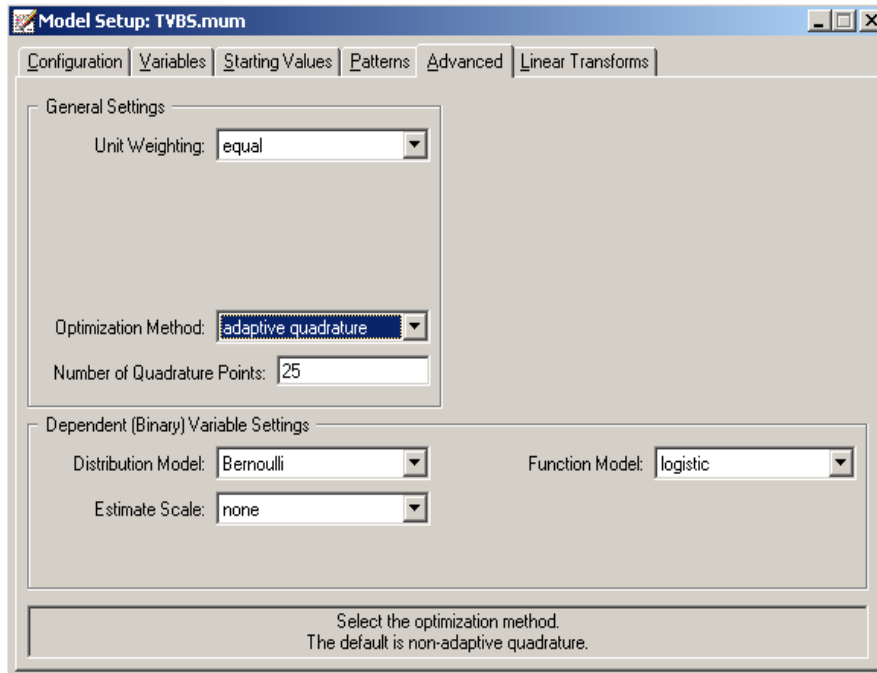 Model Setup: TVBS.mum
Configuration Variables Starting Values Patterns Advanced Linear Transforms
General Settings
Unit Weighting: equal
Optimization Method: adaptive quadrature
Number of Quadrature Points: 25
Dependent (Binary) Variable Settings
Distribution Model: Bernoulli Function Model: logistic
Estimate Scale: none
Select the optimization method.
The default is non-adaptive quadrature.